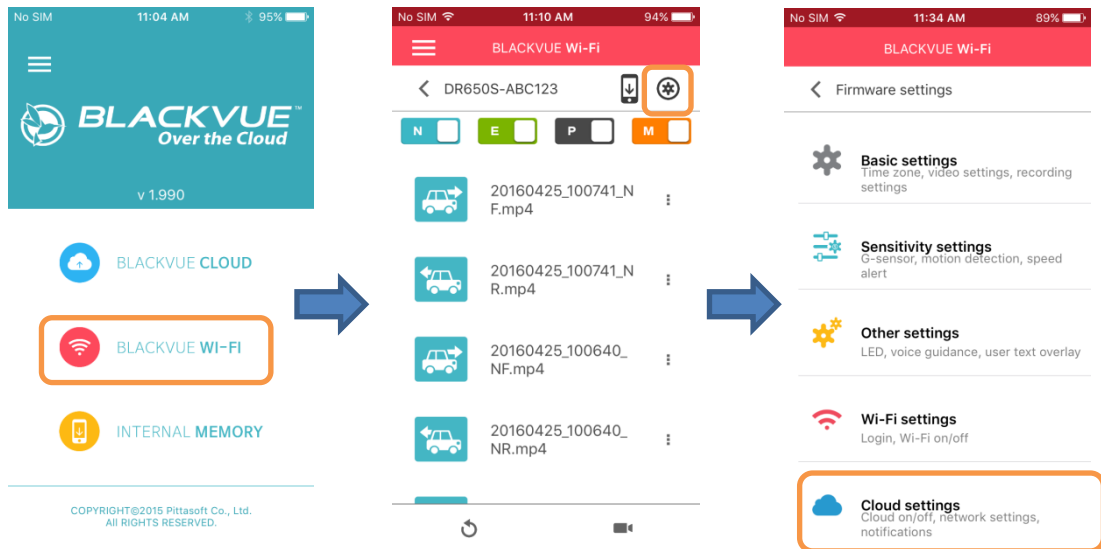 No SIM 11:04 AM 95%
BLACKVUE™
Over the Cloud
v 1.990
BLACKVUE CLOUD
BLACKVUE WI-FI
INTERNAL MEMORY
COPYRIGHT©2015 Pittasoft Co., Ltd.
All RIGHTS RESERVED.
No SIM 11:10 AM 94%
BLACKVUE Wi-Fi
DR650S-ABC123
N E P M
20160425_100741_N
F.mp4
20160425_100741_N
R.mp4
20160425_100640_
NF.mp4
20160425_100640_
NR.mp4
No SIM 11:34 AM 89%
BLACKVUE Wi-Fi
Firmware settings
Basic settings
Time zone, video settings, recording
settings
Sensitivity settings
G-sensor, motion detection, speed
alert
Other settings
LED, voice guidance, user text overlay
Wi-Fi settings
Login, Wi-Fi on/off
Cloud settings
Cloud on/off, network settings,
notifications